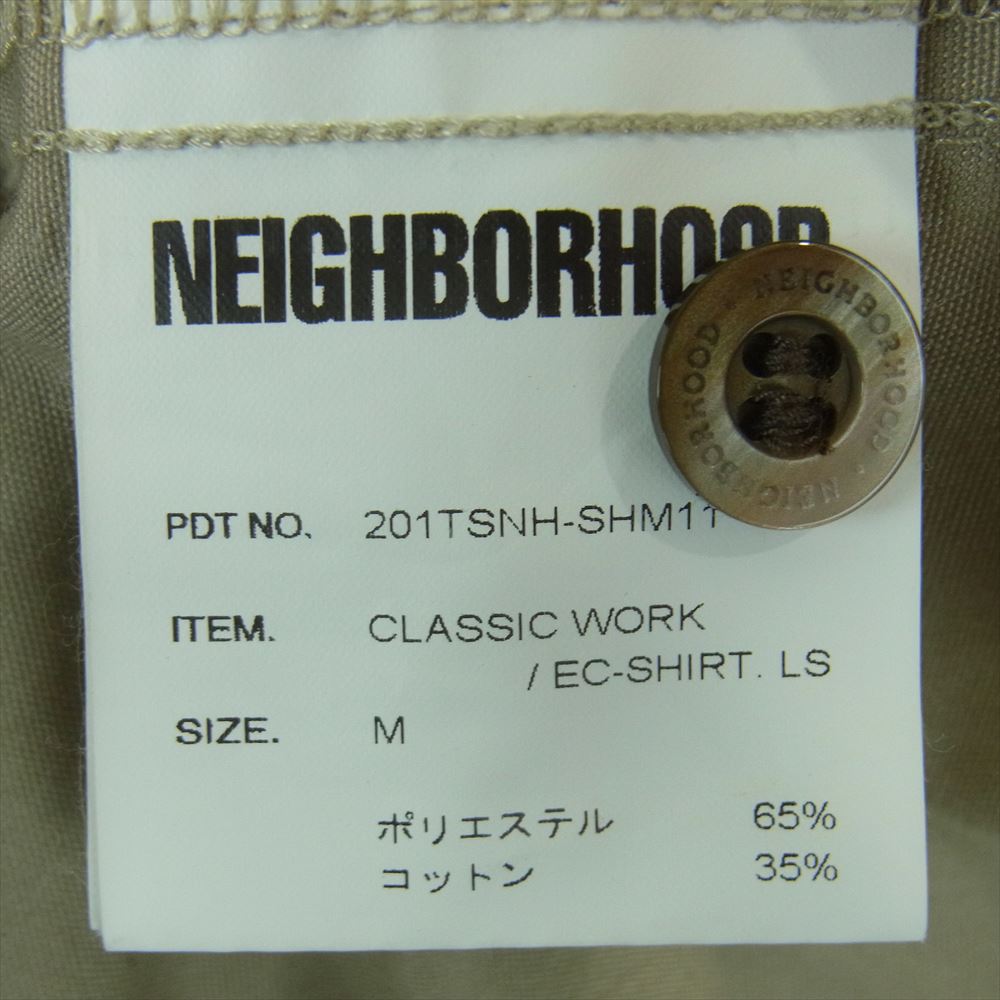 NEIGHBORHOOD
NEIGHBORHOOD · NEIGHBORHOOD ·
PDT NO. 201TSNH-SHM11
ITEM. CLASSIC WORK
/ EC-SHIRT. LS
SIZE. M
ポリエステル 65%
コットン 35%